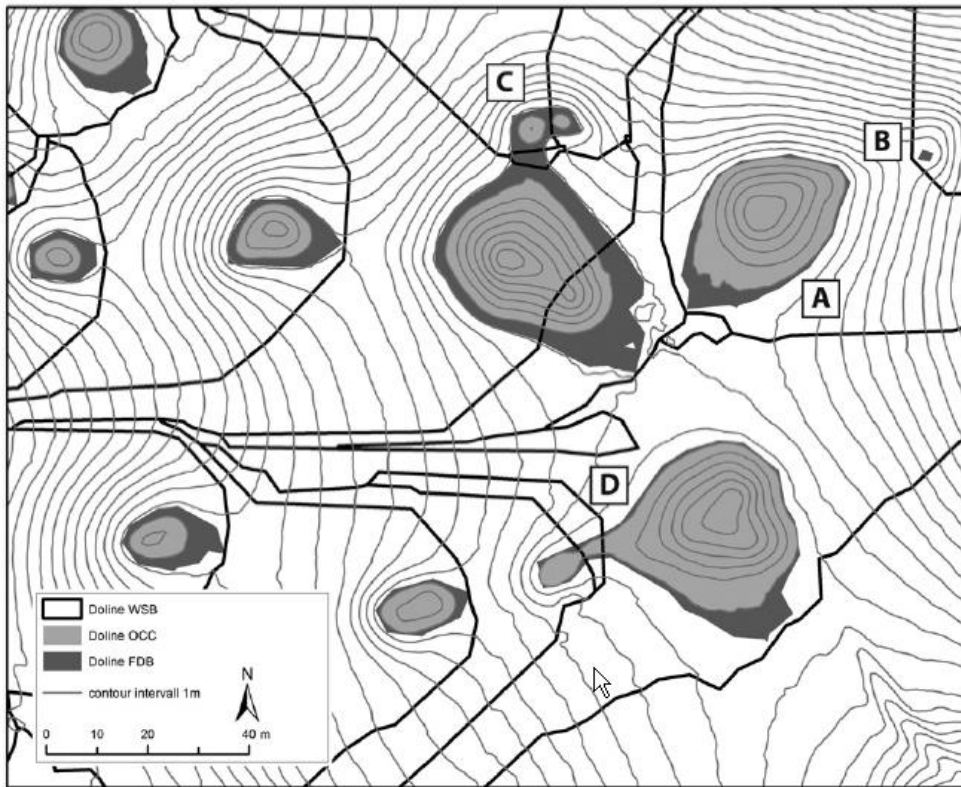 C
B
A
D
Doline WSB
Doline OCC
Doline FDB
contour intervall 1m
N
0 10 20 40 m